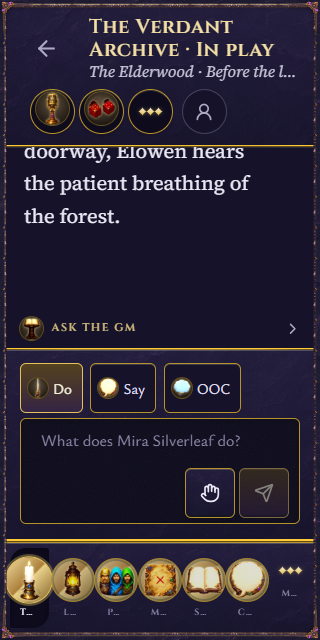 The Verdant
Archive · In play
The Elderwood · Before the l...
doorway, Elowen hears
the patient breathing of
the forest.
ASK THE GM
Do
Say
OOC
What does Mira Silverleaf do?
T...
L...
P...
M...
S...
C...
M...